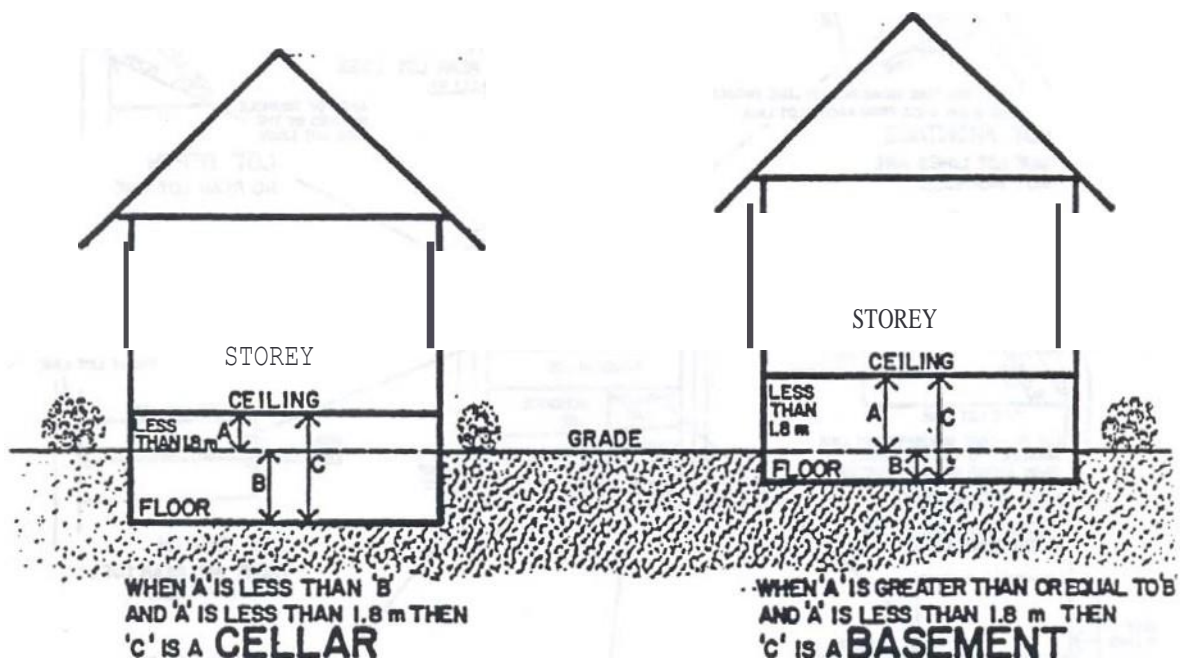 STOREY
CEILING
LESS
THAN 1.8 m
A
C
B
FLOOR
GRADE
STOREY
CEILING
LESS
THAN
1.8 m
A
C
B
FLOOR
WHEN 'A' IS LESS THAN 'B'
AND 'A' IS LESS THAN 1.8 m THEN
'C' IS A CELLAR
WHEN 'A' IS GREATER THAN OR EQUAL TO 'B'
AND 'A' IS LESS THAN 1.8 m THEN
'C' IS A BASEMENT